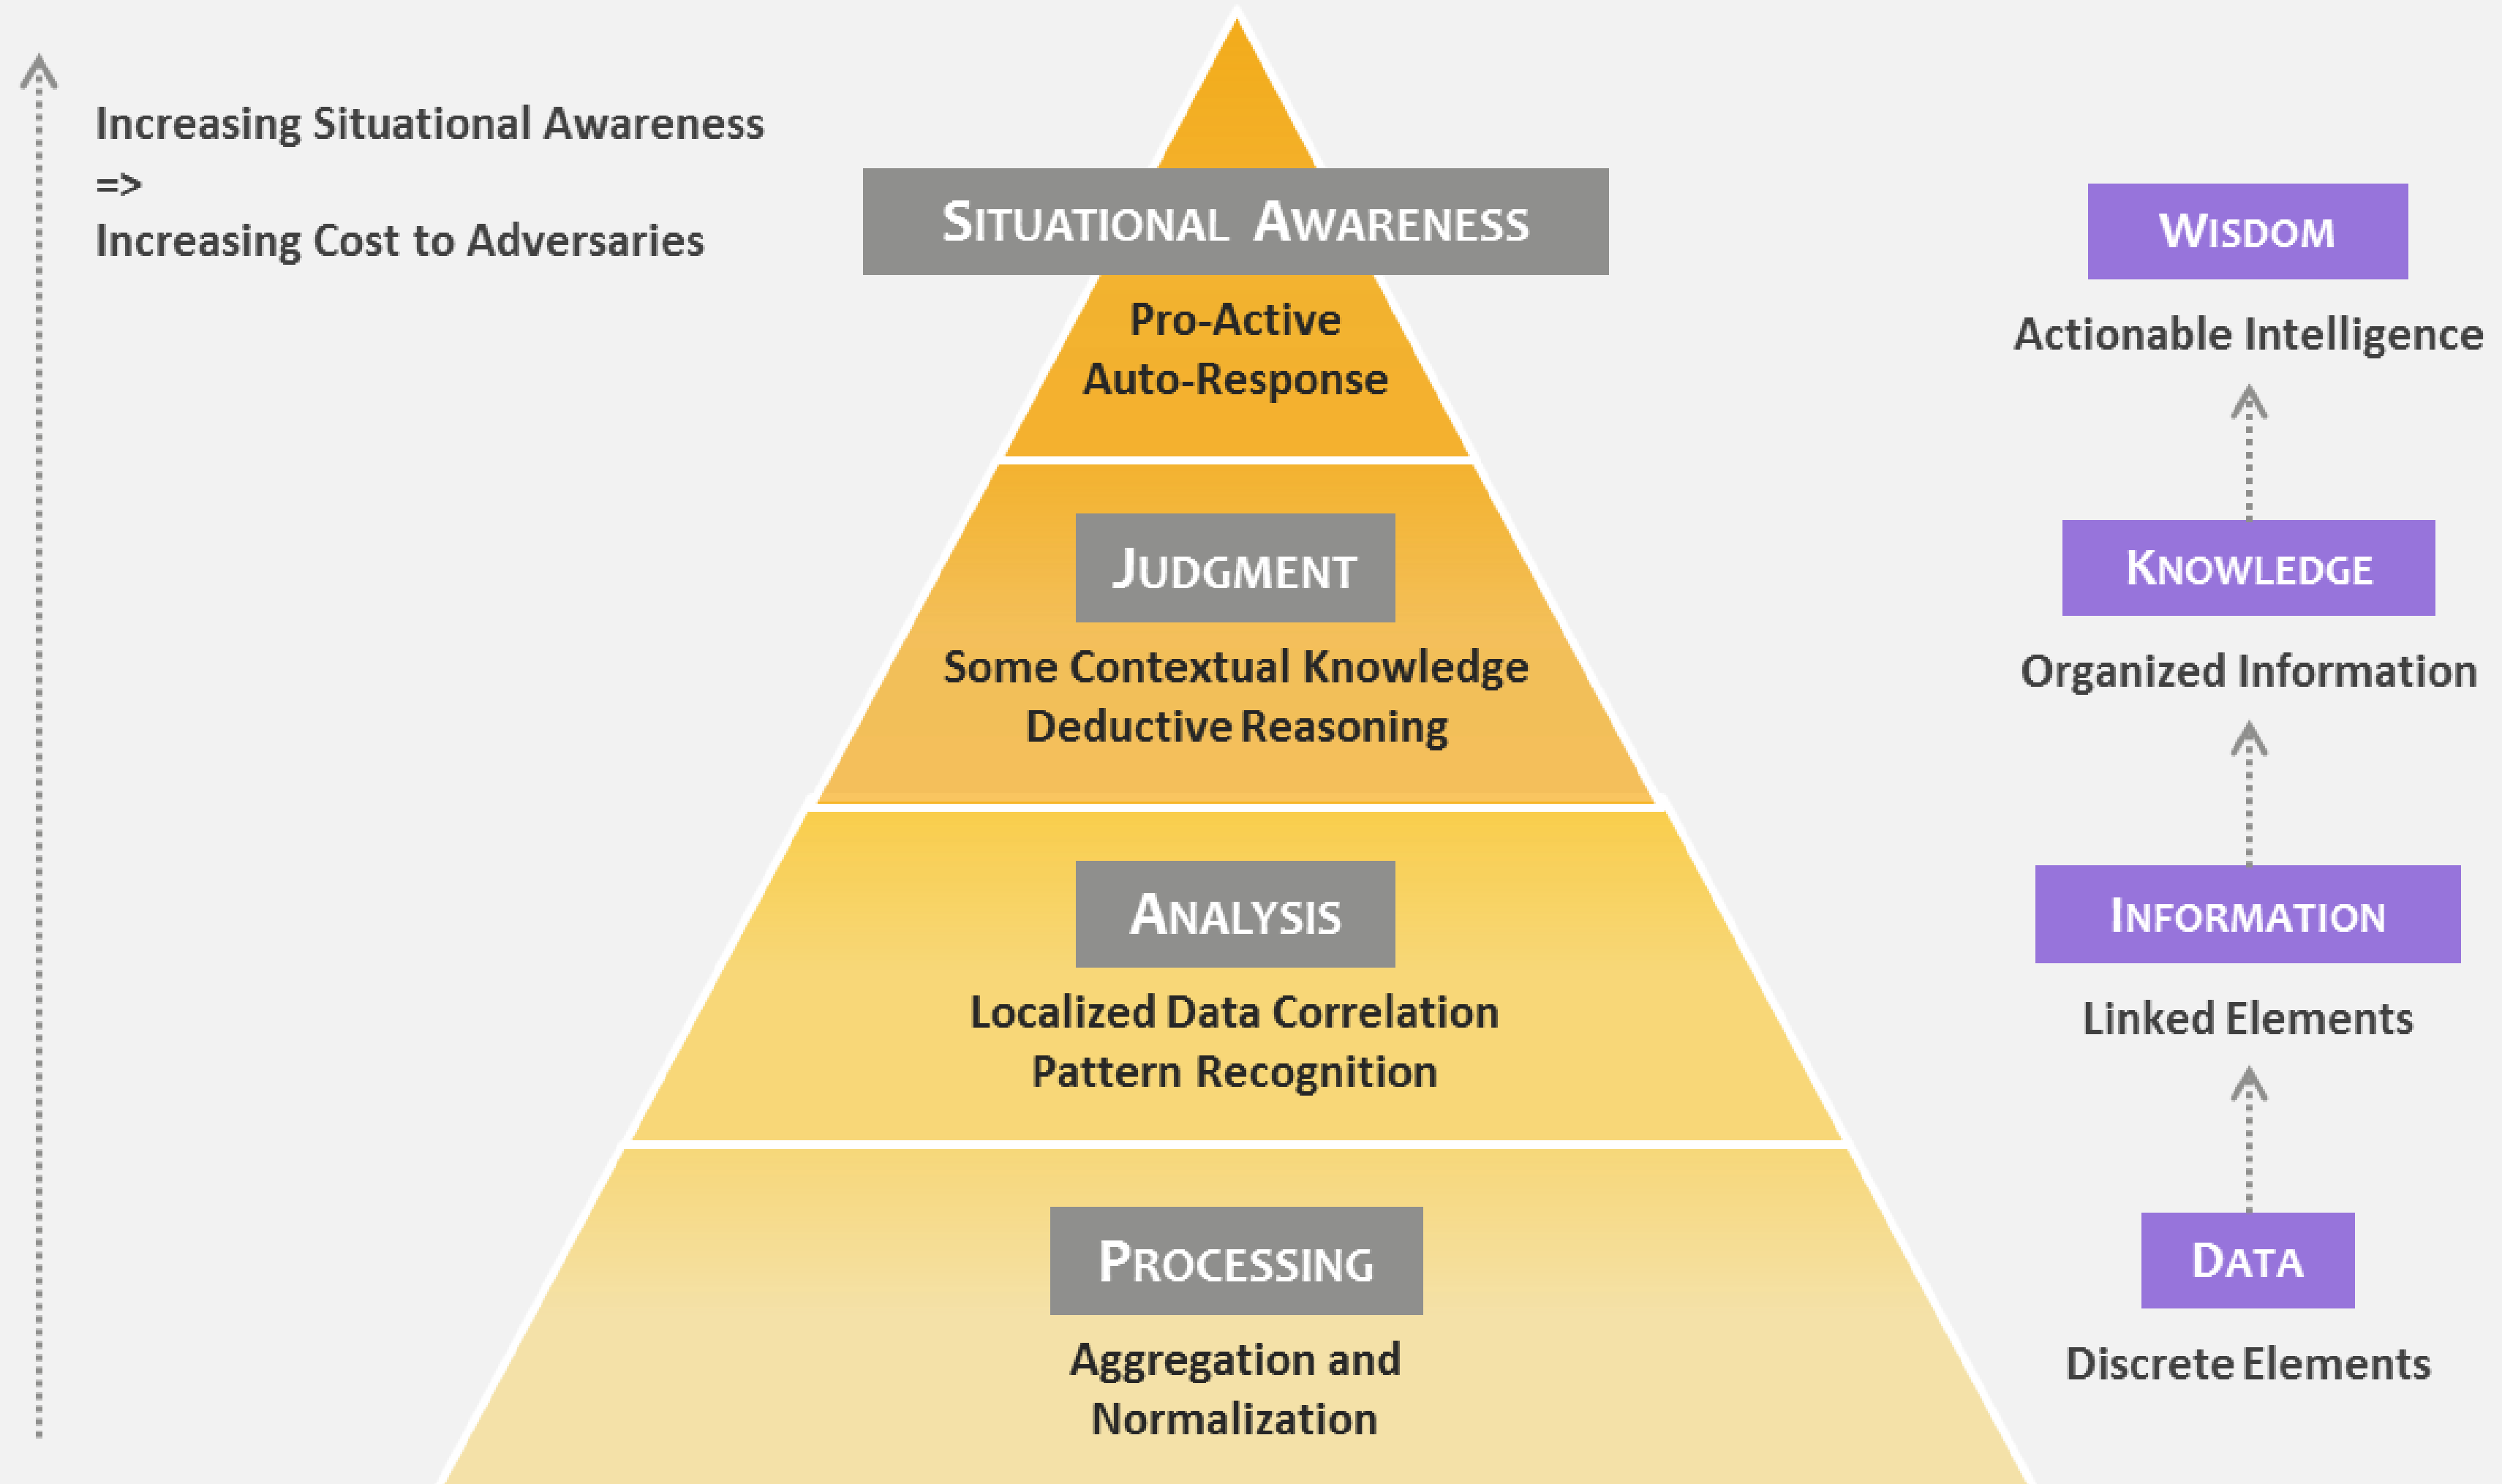 Increasing Situational Awareness
=>
Increasing Cost to Adversaries
SITUATIONAL AWARENESS
Pro-Active
Auto-Response
JUDGMENT
Some Contextual Knowledge
Deductive Reasoning
ANALYSIS
Localized Data Correlation
Pattern Recognition
PROCESSING
Aggregation and
Normalization
WISDOM
Actionable Intelligence
KNOWLEDGE
Organized Information
INFORMATION
Linked Elements
DATA
Discrete Elements